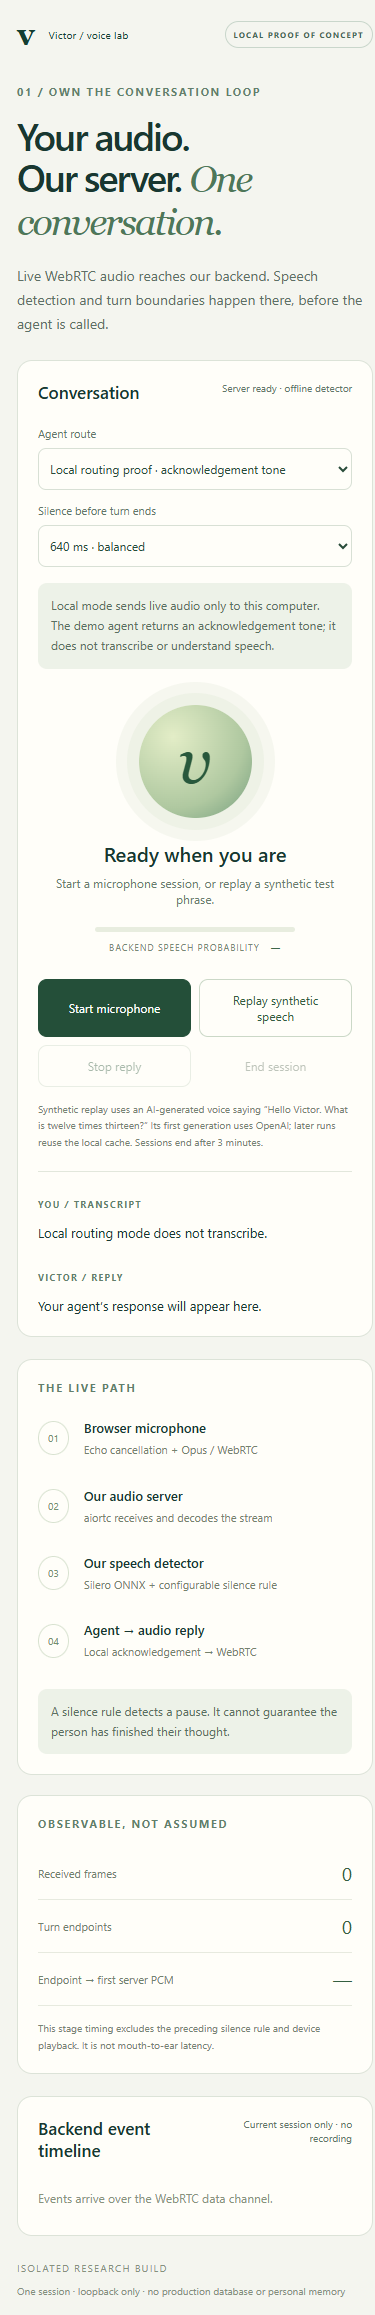 v Victor / voice lab LOCAL PROOF OF CONCEPT
01 / OWN THE CONVERSATION LOOP
Your audio.
Our server. One
conversation.
Live WebRTC audio reaches our backend. Speech
detection and turn boundaries happen there, before the
agent is called.
Conversation Server ready · offline detector
Agent route
Local routing proof · acknowledgement tone
Silence before turn ends
640 ms · balanced
Local mode sends live audio only to this computer.
The demo agent returns an acknowledgement tone; it
does not transcribe or understand speech.
v
Ready when you are
Start a microphone session, or replay a synthetic test
phrase.
BACKEND SPEECH PROBABILITY —
Start microphone
Replay synthetic
speech
Stop reply
End session
Synthetic replay uses an AI-generated voice saying “Hello Victor. What
is twelve times thirteen?” Its first generation uses OpenAI; later runs
reuse the local cache. Sessions end after 3 minutes.
YOU / TRANSCRIPT
Local routing mode does not transcribe.
VICTOR / REPLY
Your agent’s response will appear here.
THE LIVE PATH
01 Browser microphone
Echo cancellation + Opus / WebRTC
02 Our audio server
aiortc receives and decodes the stream
03 Our speech detector
Silero ONNX + configurable silence rule
04 Agent → audio reply
Local acknowledgement → WebRTC
A silence rule detects a pause. It cannot guarantee the
person has finished their thought.
OBSERVABLE, NOT ASSUMED
Received frames 0
Turn endpoints 0
Endpoint → first server PCM —
This stage timing excludes the preceding silence rule and device
playback. It is not mouth-to-ear latency.
Backend event
timeline
Current session only · no
recording
Events arrive over the WebRTC data channel.
ISOLATED RESEARCH BUILD
One session · loopback only · no production database or personal memory